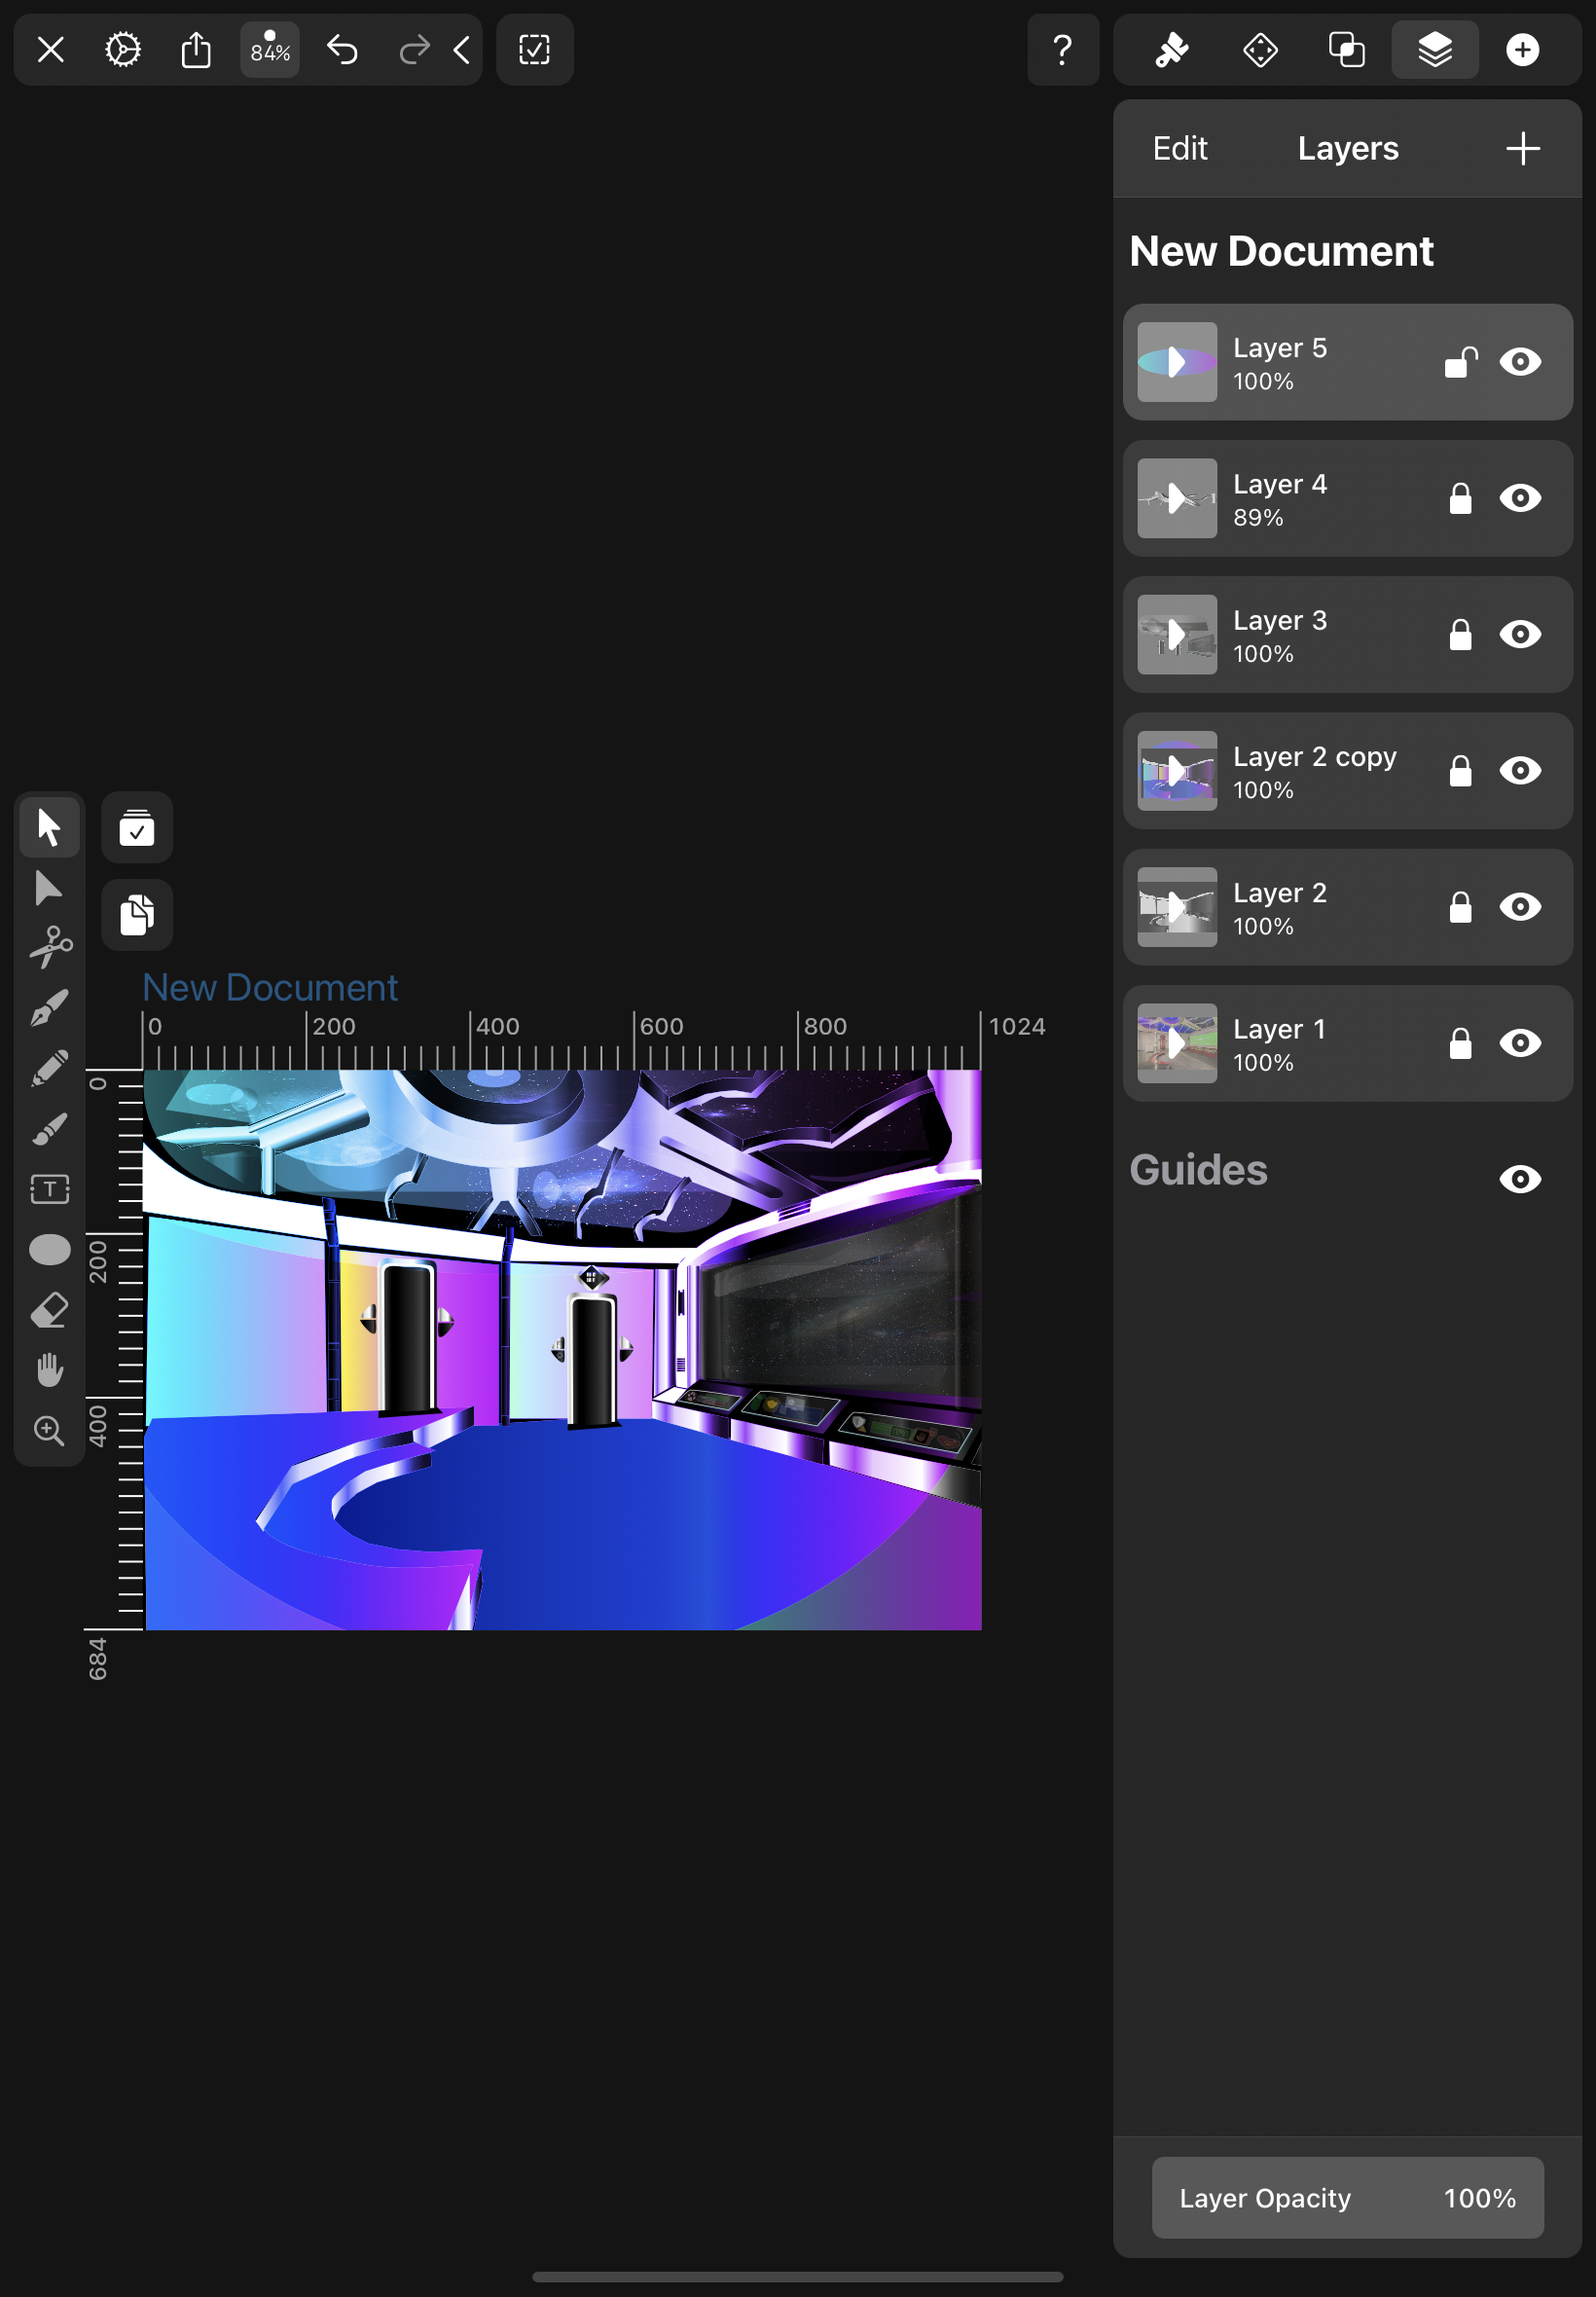 84%
?
Edit
Layers
New Document
Layer 5
100%
Layer 4
89%
Layer 3
100%
Layer 2 copy
100%
Layer 2
100%
Layer 1
100%
Guides
New Document
0
200
400
600
800
1024
0
200
400
684
T
Layer Opacity
100%